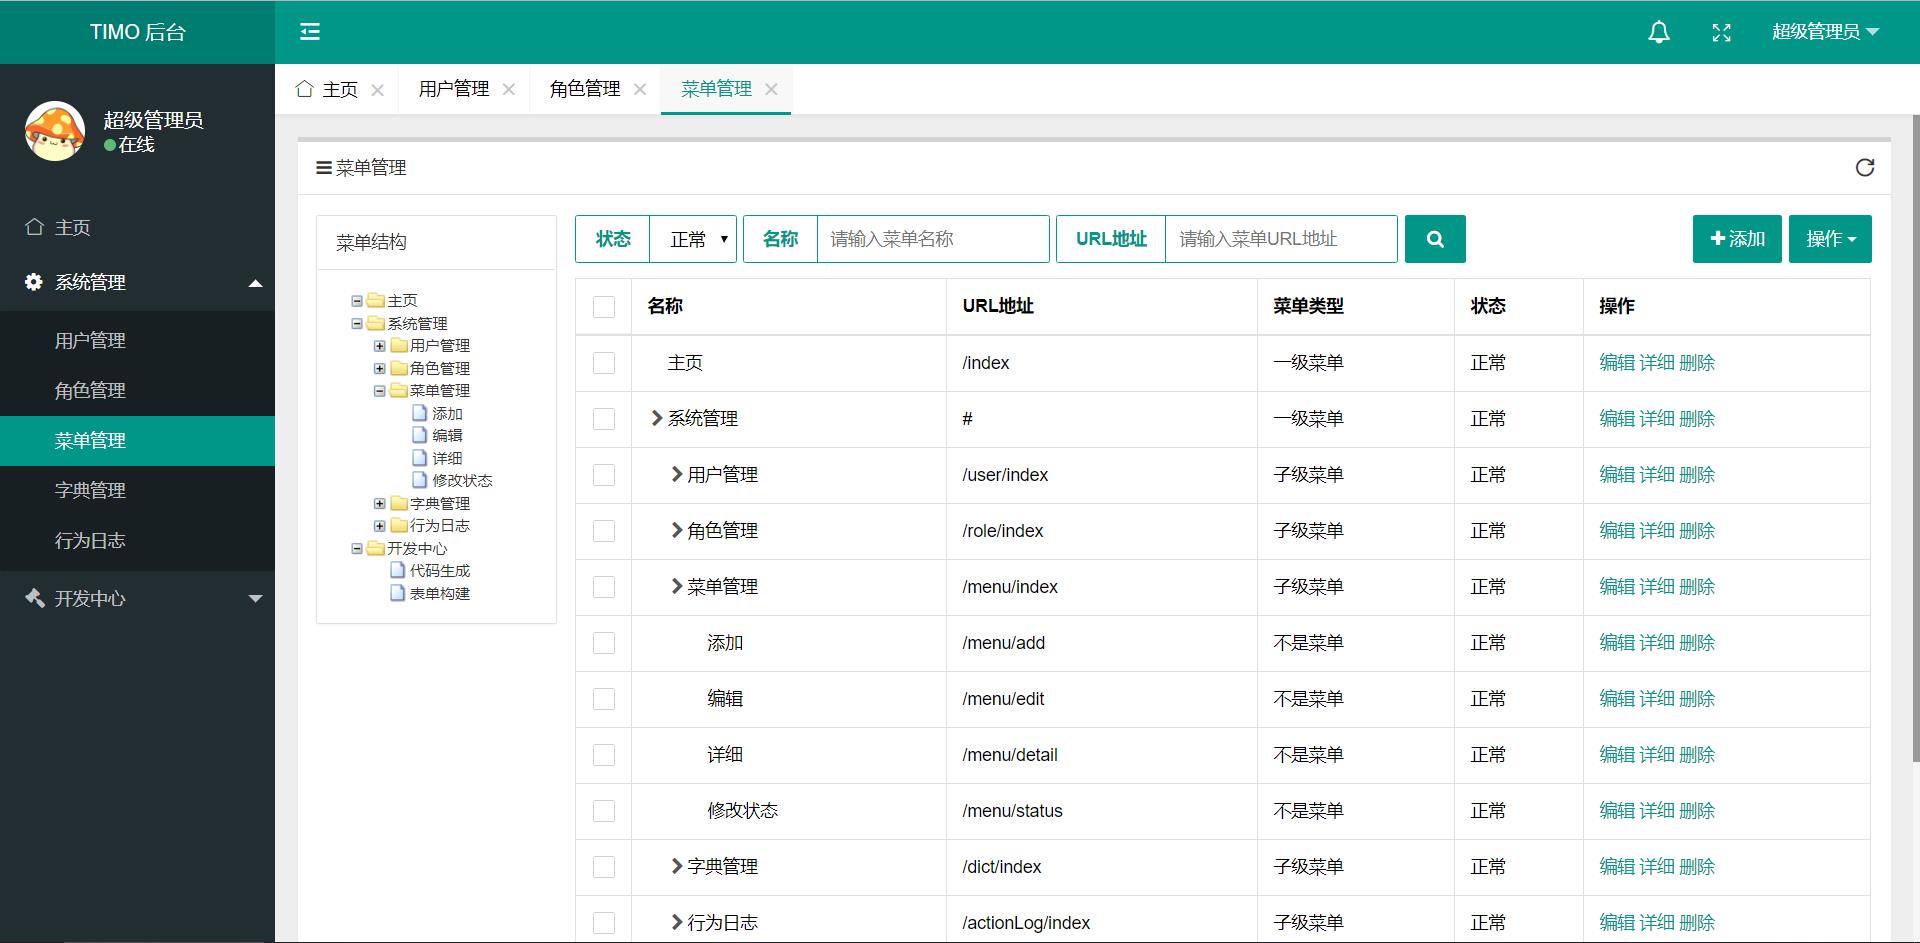 TIMO 后台
超级管理员
主页
用户管理
角色管理
菜单管理
超级管理员
在线
主页
系统管理
用户管理
角色管理
菜单管理
字典管理
行为日志
开发中心
菜单管理
菜单结构
主页
系统管理
用户管理
角色管理
菜单管理
添加
编辑
详细
修改状态
字典管理
行为日志
开发中心
代码生成
表单构建
状态 正常 名称 请输入菜单名称 URL地址 请输入菜单URL地址 添加 操作
名称 URL地址 菜单类型 状态 操作
主页 /index 一级菜单 正常 编辑 详细 删除
系统管理 # 一级菜单 正常 编辑 详细 删除
用户管理 /user/index 子级菜单 正常 编辑 详细 删除
角色管理 /role/index 子级菜单 正常 编辑 详细 删除
菜单管理 /menu/index 子级菜单 正常 编辑 详细 删除
添加 /menu/add 不是菜单 正常 编辑 详细 删除
编辑 /menu/edit 不是菜单 正常 编辑 详细 删除
详细 /menu/detail 不是菜单 正常 编辑 详细 删除
修改状态 /menu/status 不是菜单 正常 编辑 详细 删除
字典管理 /dict/index 子级菜单 正常 编辑 详细 删除
行为日志 /actionLog/index 子级菜单 正常 编辑 详细 删除